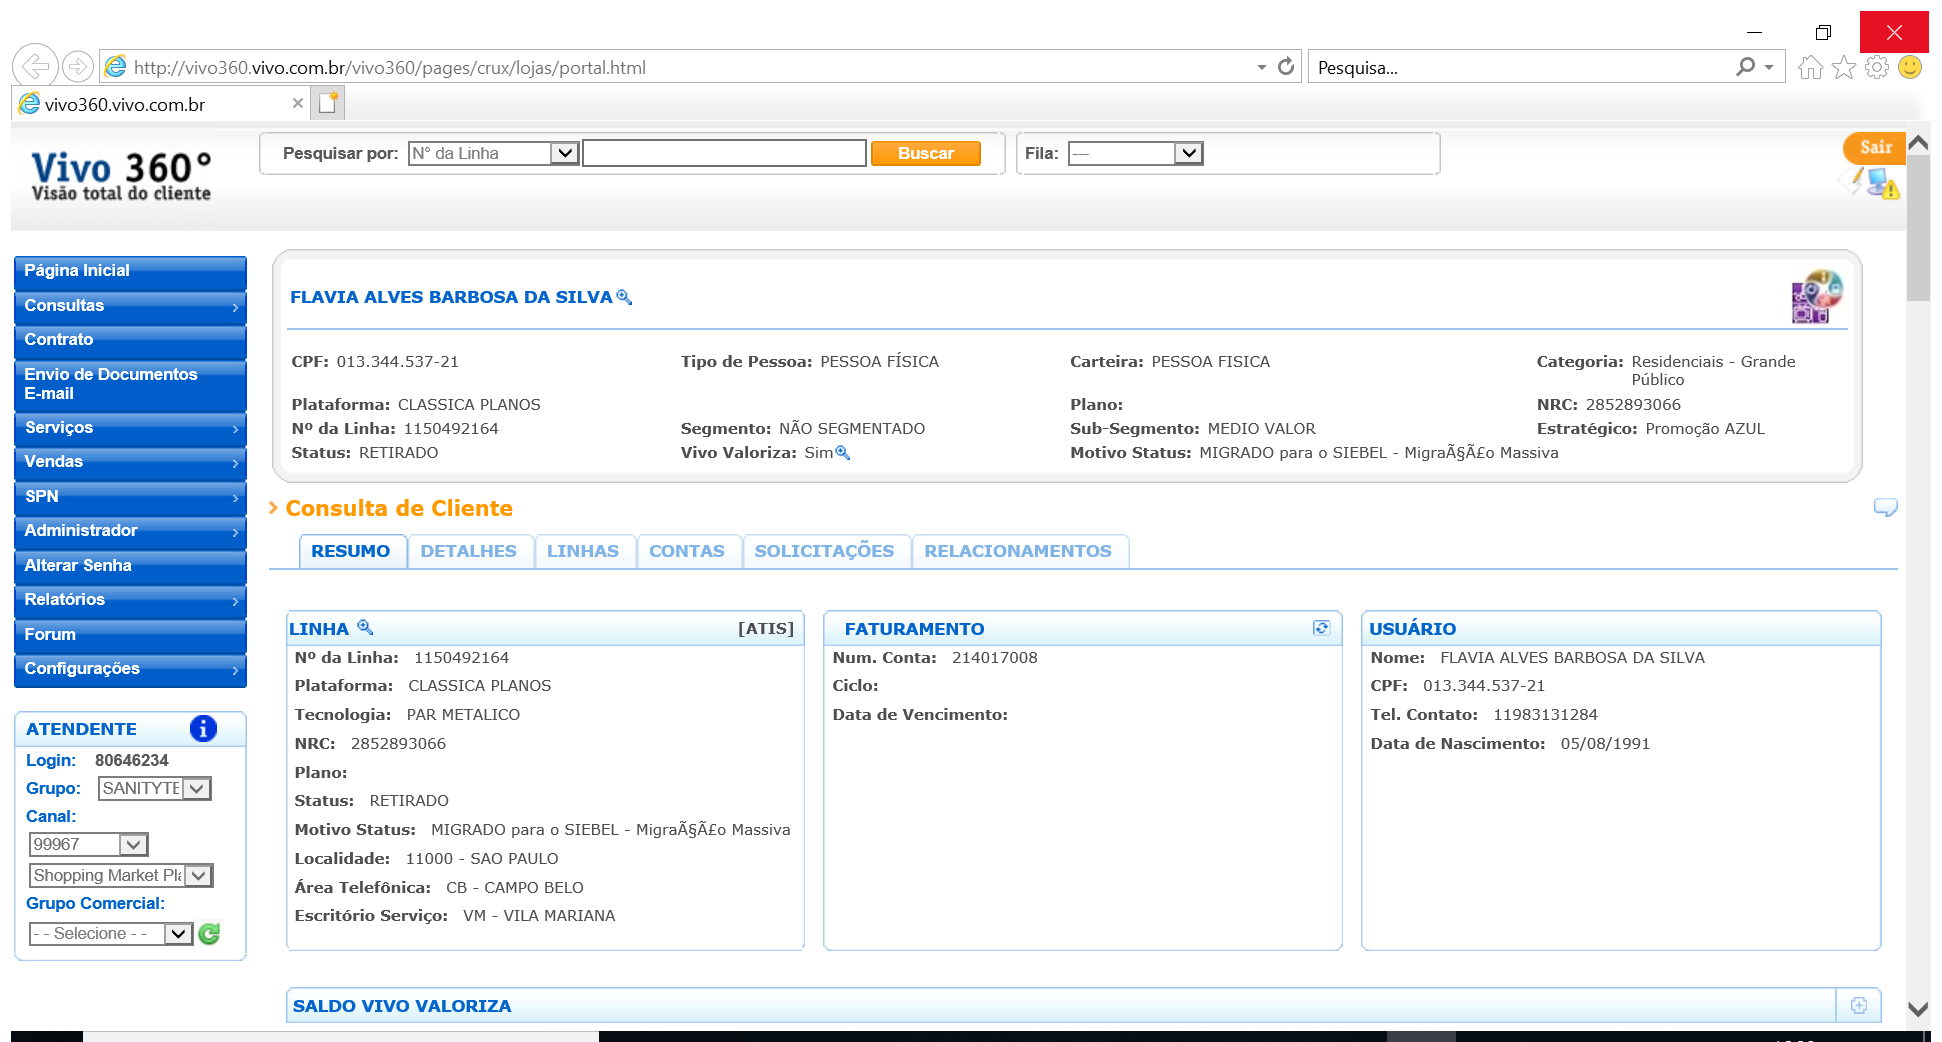 http://vivo360.vivo.com.br/vivo360/pages/crux/lojas/portal.html
Pesquisa...
vivo360.vivo.com.br
Vivo 360°
Visão total do cliente
Pesquisar por: N° da Linha Buscar Fila: --- Sair
Página Inicial
Consultas
Contrato
Envio de Documentos
E-mail
Serviços
Vendas
SPN
Administrador
Alterar Senha
Relatórios
Forum
Configurações
ATENDENTE
Login: 80646234
Grupo: SANITYTE
Canal:
99967
Shopping Market Pl
Grupo Comercial:
- - Selecione - -
FLAVIA ALVES BARBOSA DA SILVA
CPF: 013.344.537-21 Tipo de Pessoa: PESSOA FÍSICA Carteira: PESSOA FISICA Categoria: Residenciais - Grande
Público
Plataforma: CLASSICA PLANOS Plano: NRC: 2852893066
Nº da Linha: 1150492164 Segmento: NÃO SEGMENTADO Sub-Segmento: MEDIO VALOR Estratégico: Promoção AZUL
Status: RETIRADO Vivo Valoriza: Sim Motivo Status: MIGRADO para o SIEBEL - MigraÃ§Ã£o Massiva
Consulta de Cliente
RESUMO DETALHES LINHAS CONTAS SOLICITAÇÕES RELACIONAMENTOS
LINHA [ATIS]
Nº da Linha: 1150492164
Plataforma: CLASSICA PLANOS
Tecnologia: PAR METALICO
NRC: 2852893066
Plano:
Status: RETIRADO
Motivo Status: MIGRADO para o SIEBEL - MigraÃ§Ã£o Massiva
Localidade: 11000 - SAO PAULO
Área Telefônica: CB - CAMPO BELO
Escritório Serviço: VM - VILA MARIANA
FATURAMENTO
Num. Conta: 214017008
Ciclo:
Data de Vencimento:
USUÁRIO
Nome: FLAVIA ALVES BARBOSA DA SILVA
CPF: 013.344.537-21
Tel. Contato: 11983131284
Data de Nascimento: 05/08/1991
SALDO VIVO VALORIZA